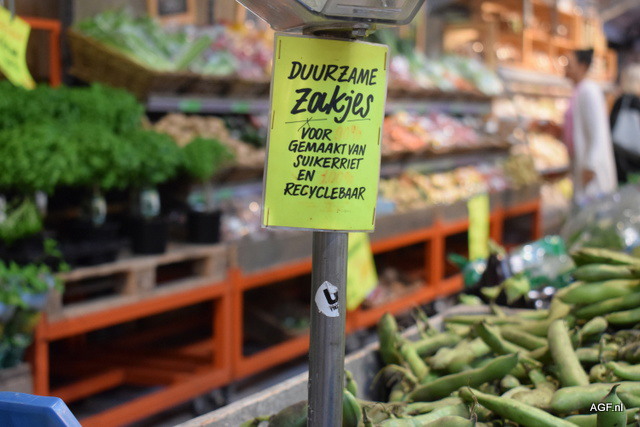 DUURZAME
zakjes
VOOR
GEMAAKT VAN
SUIKERRIET
EN
RECYCLEBAAR
AGF.nl